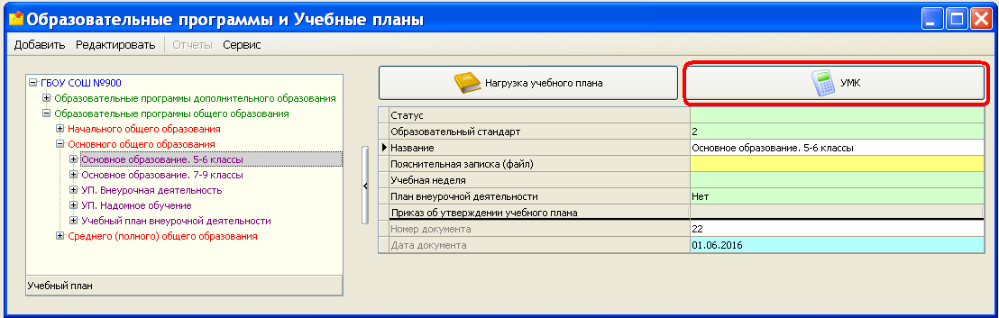 Образовательные программы и Учебные планы
Добавить Редактировать Отчеты Сервис
ГБОУ СОШ №900
Образовательные программы дополнительного образования
Образовательные программы общего образования
Начального общего образования
Основного общего образования
Основное образование. 5-6 классы
Основное образование. 7-9 классы
УП. Внеурочная деятельность
УП. Надомное обучение
Учебный план внеурочной деятельности
Среднего (полного) общего образования
Учебный план
Нагрузка учебного плана
УМК
Статус
Образовательный стандарт 2
Название Основное образование. 5-6 классы
Пояснительная записка (файл)
Учебная неделя
План внеурочной деятельности Нет
Приказ об утверждении учебного плана
Номер документа 22
Дата документа 01.06.2016